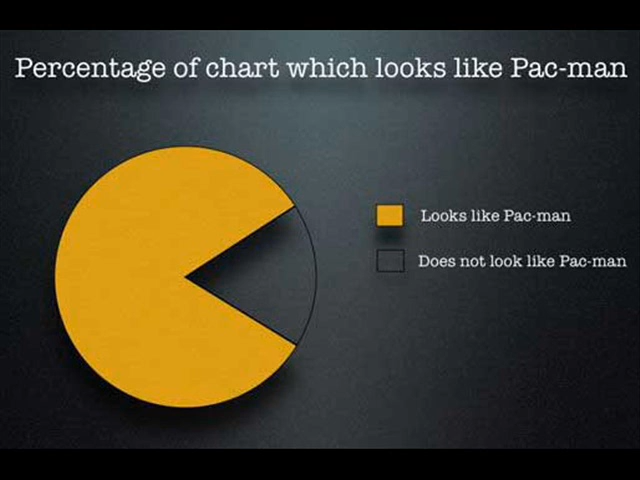 Percentage of chart which looks like Pac-man
Looks like Pac-man
Does not look like Pac-man